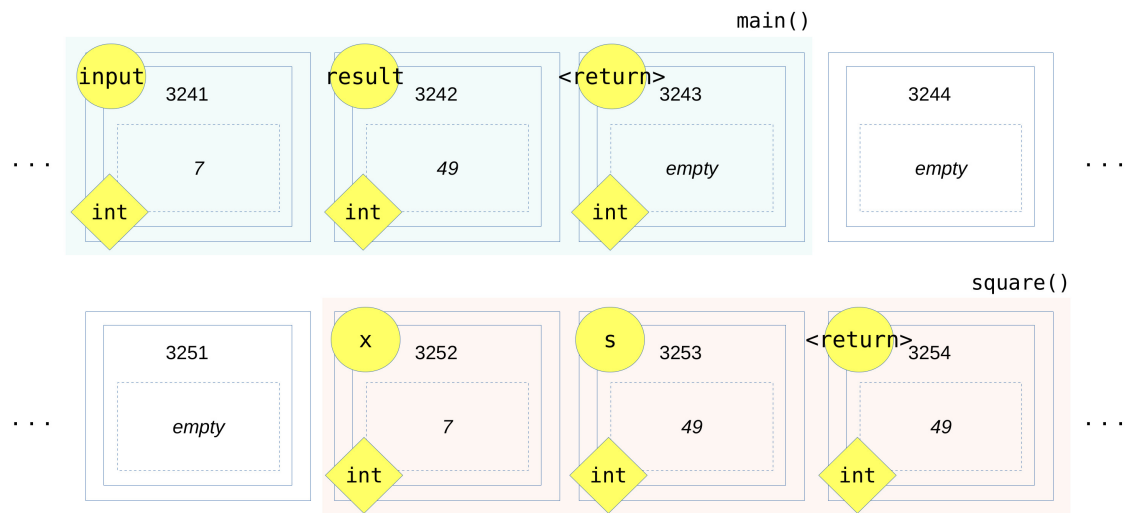 main()
input 3241 result 3242 <return> 3243 3244
... 7 49 empty empty ...
int int int
square()
3251 x 3252 s 3253 <return> 3254
... empty 7 49 49 ...
int int int